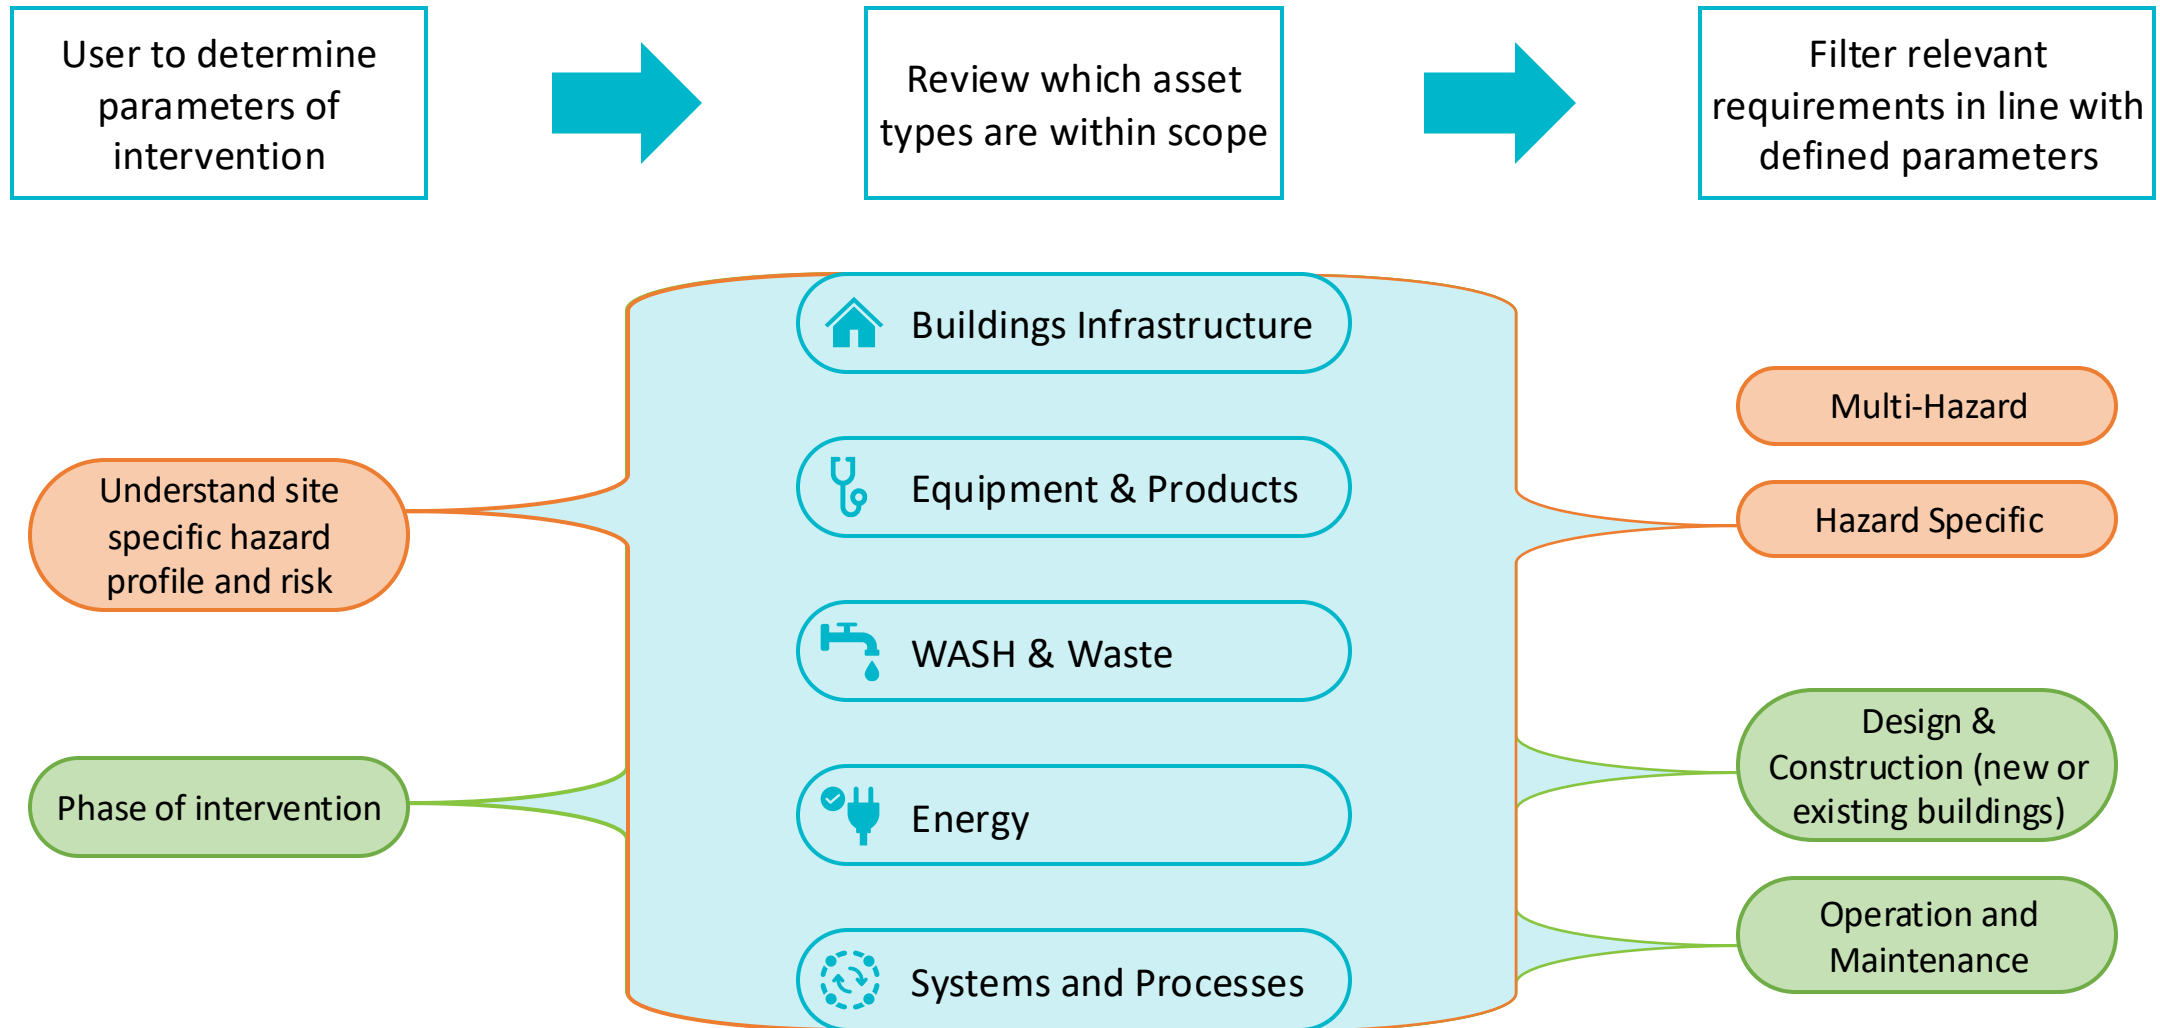 User to determine
parameters of
intervention
Review which asset
types are within scope
Filter relevant
requirements in line with
defined parameters
Understand site
specific hazard
profile and risk
Phase of intervention
Buildings Infrastructure
Equipment & Products
WASH & Waste
Energy
Systems and Processes
Multi-Hazard
Hazard Specific
Design &
Construction (new or
existing buildings)
Operation and
Maintenance